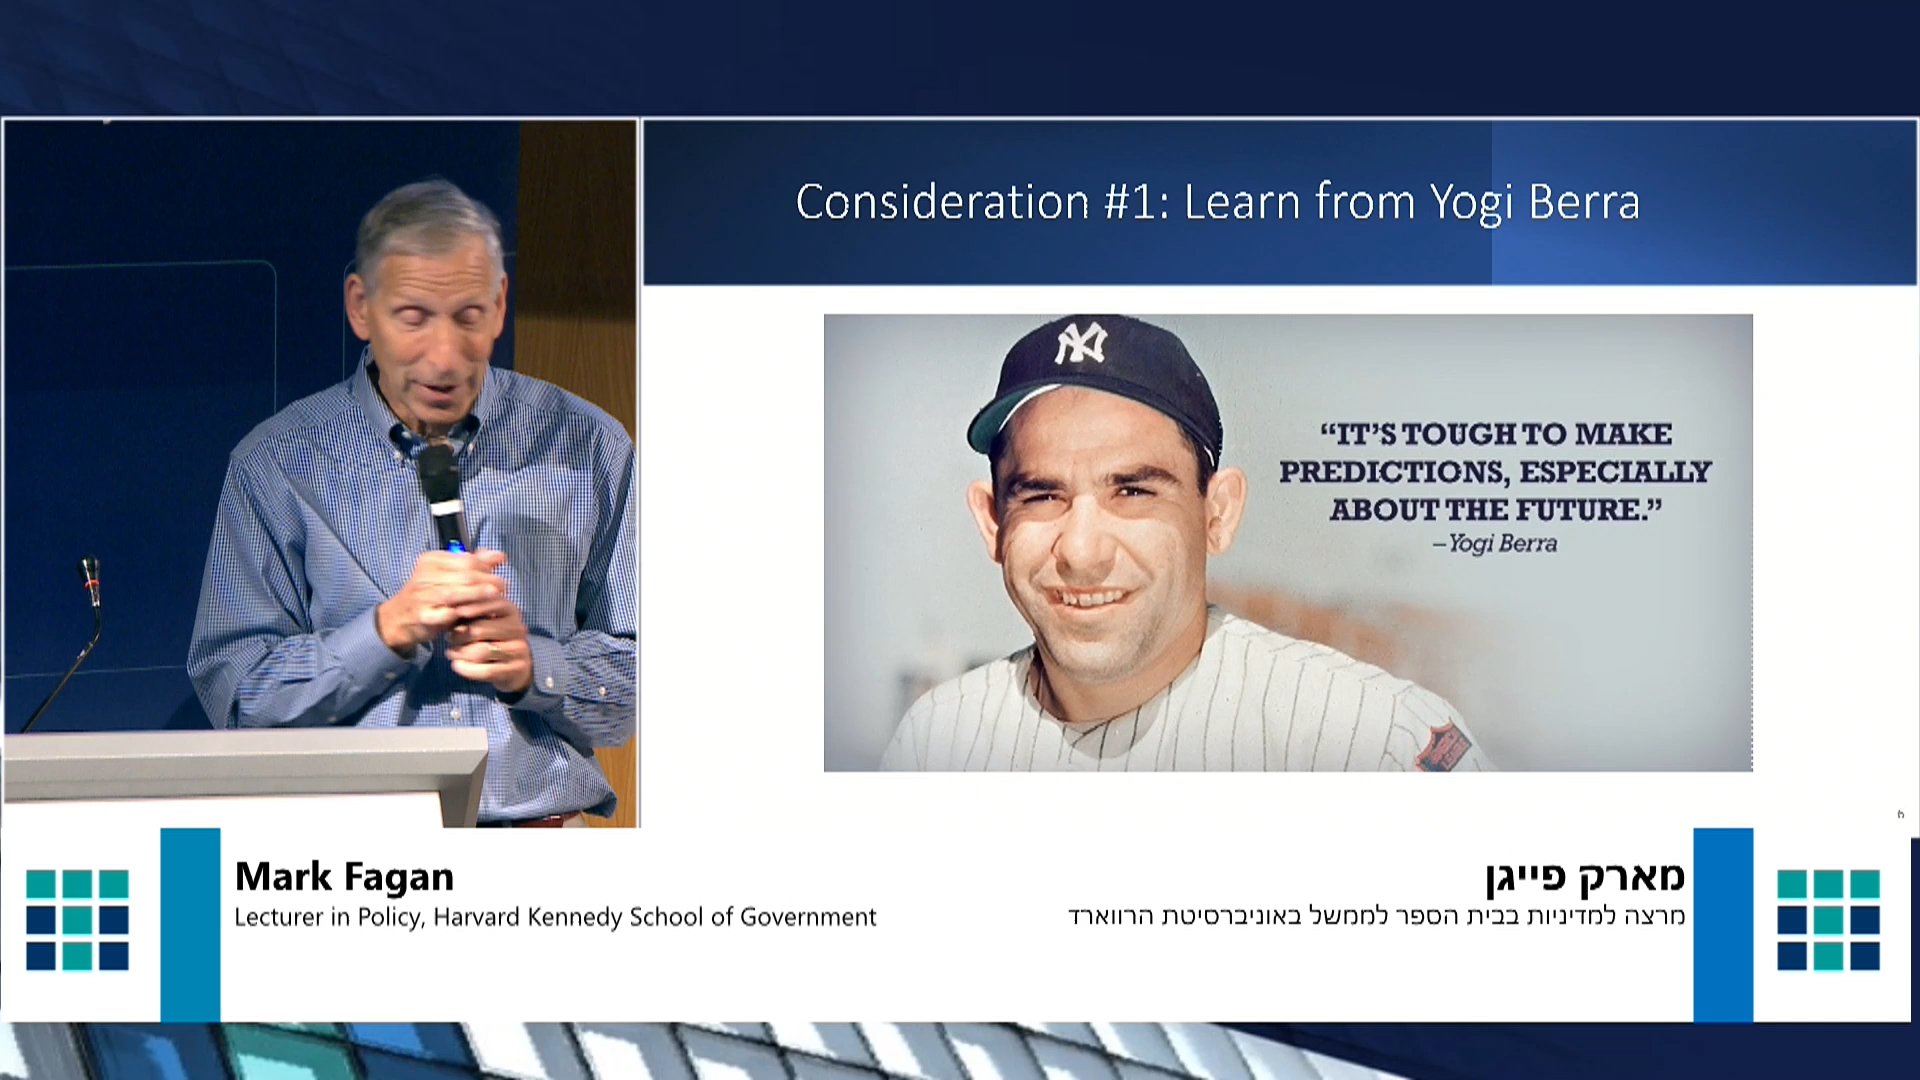 Consideration #1: Learn from Yogi Berra
NY
“IT’S TOUGH TO MAKE
PREDICTIONS, ESPECIALLY
ABOUT THE FUTURE.”
–Yogi Berra
Mark Fagan
Lecturer in Policy, Harvard Kennedy School of Government
מארק פייגן
מרצה למדיניות בבית הספר לממשל באוניברסיטת הרווארד